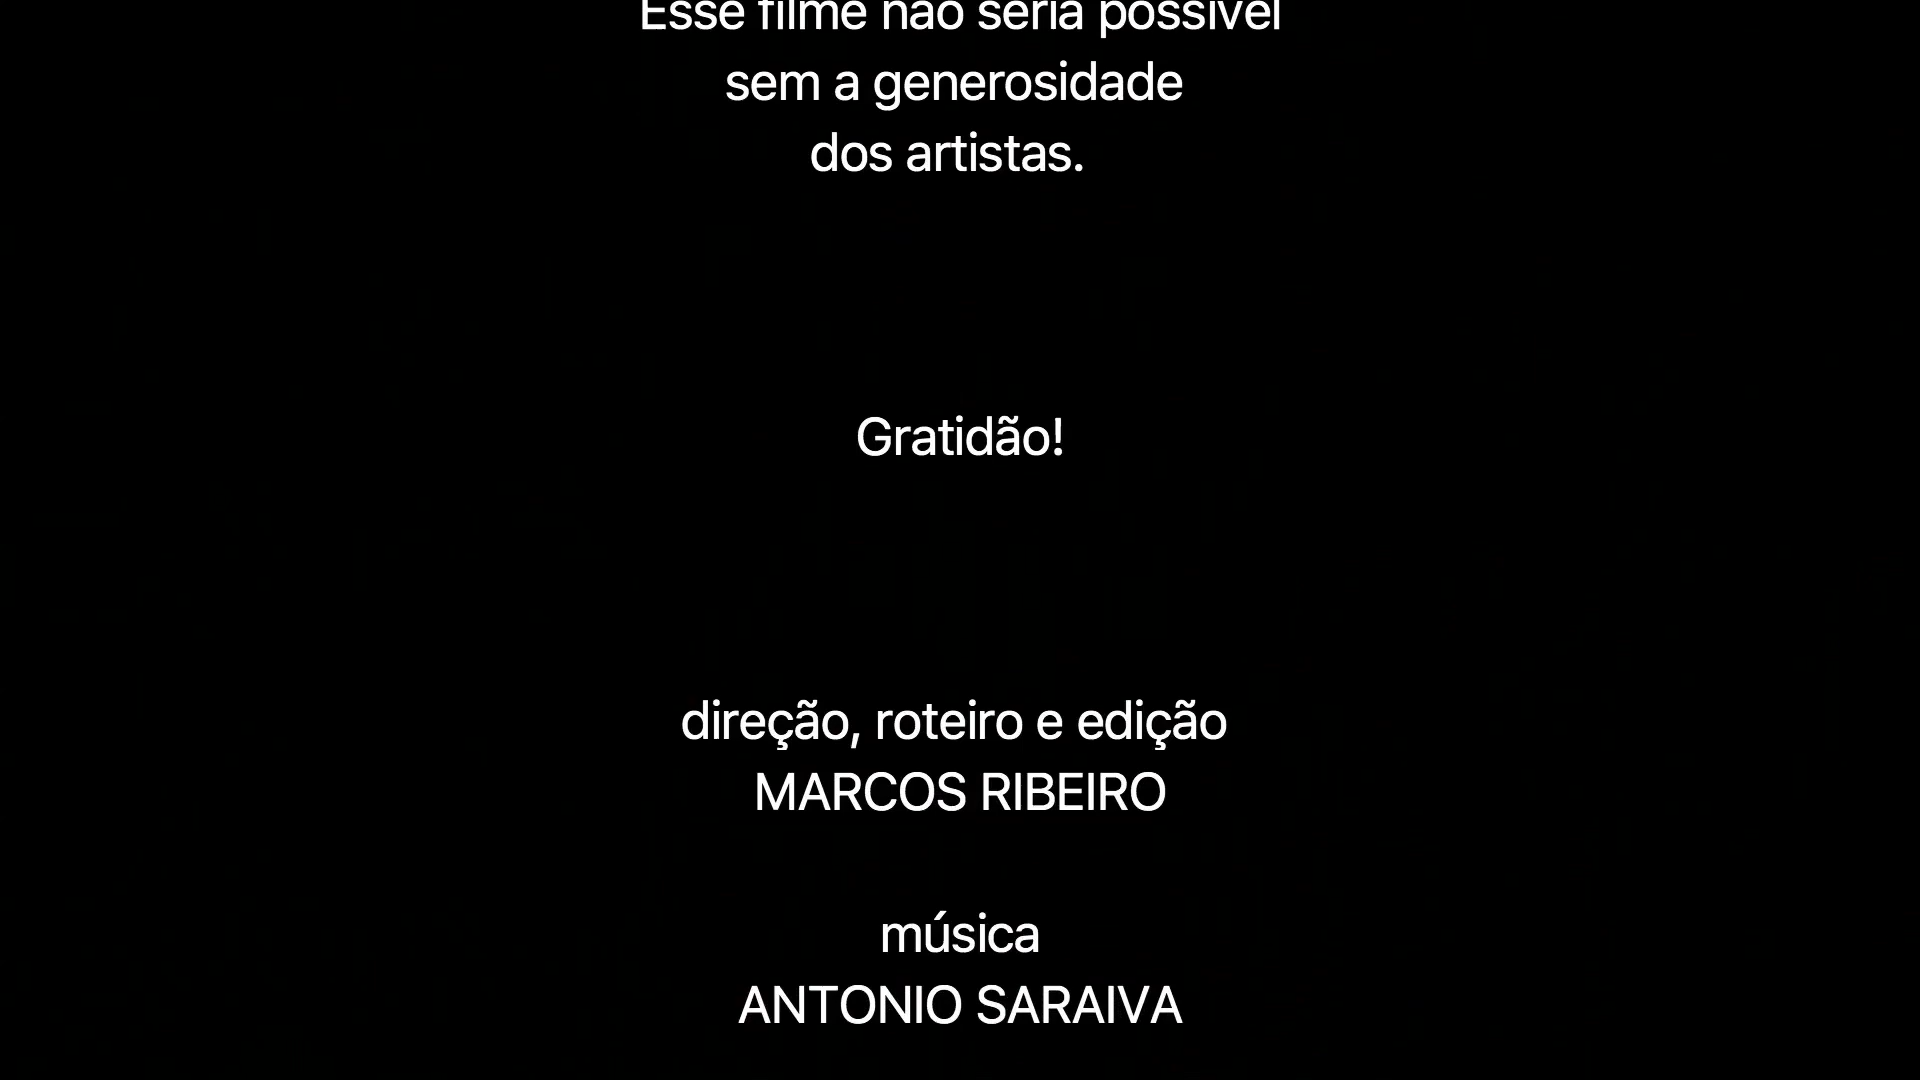 Esse filme não seria possível
sem a generosidade
dos artistas.
Gratidão!
direção, roteiro e edição
MARCOS RIBEIRO
música
ANTONIO SARAIVA